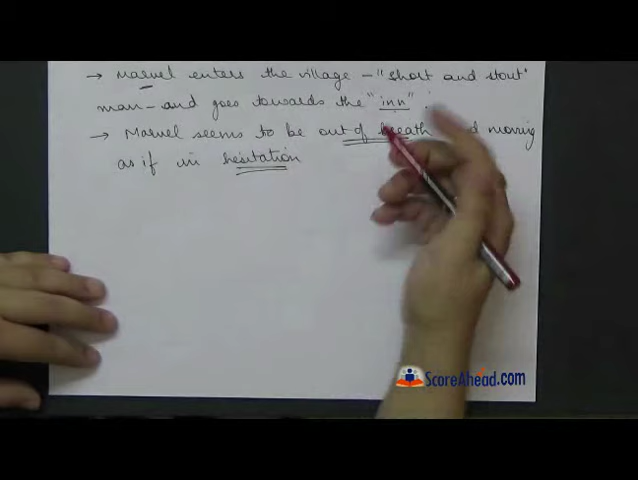 → Marvel enters the village - "short and stout"
man - and goes towards the "inn".
→ Marvel seems to be out of breath d moving
as if in hesitation
ScoreAhead.com